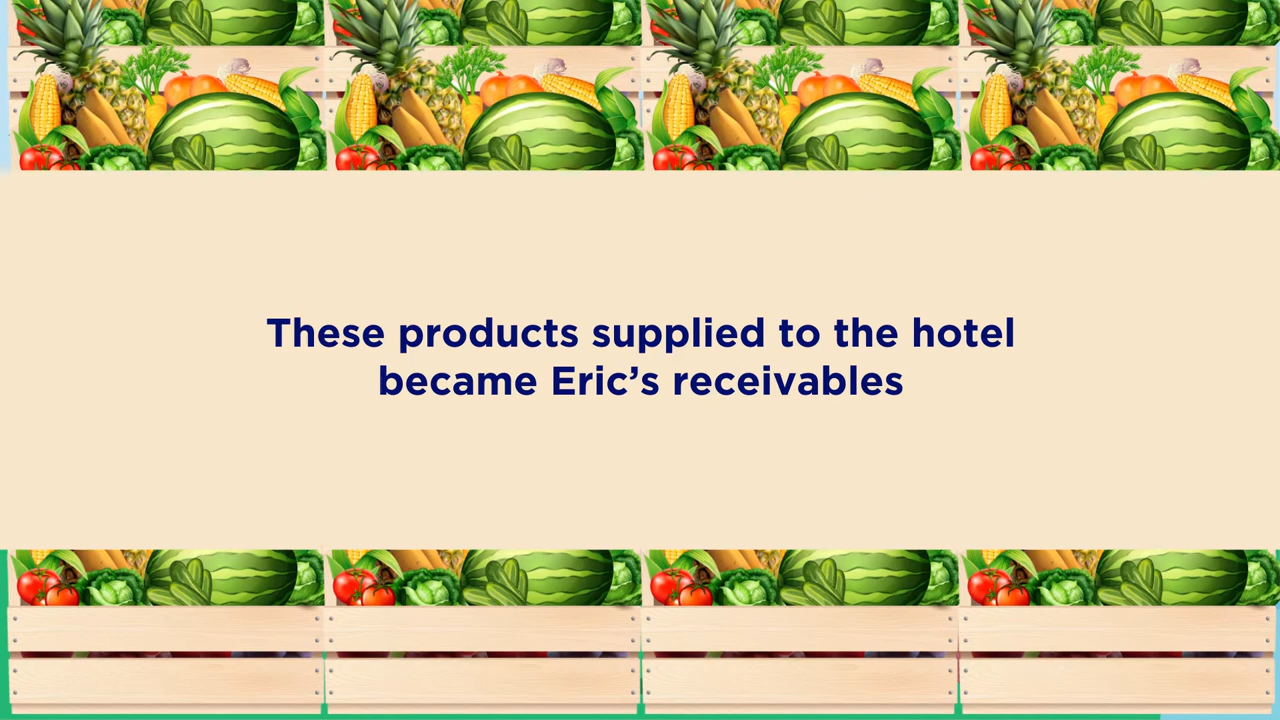 These products supplied to the hotel
became Eric’s receivables